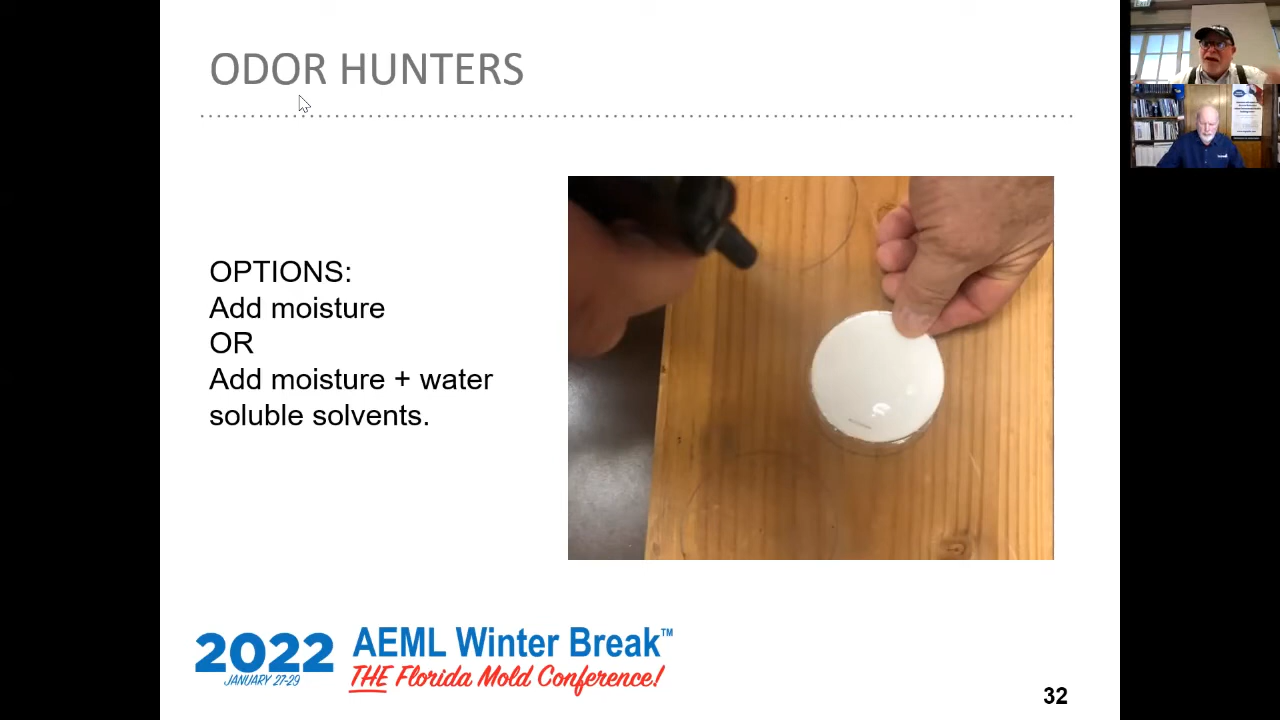 ODOR HUNTERS
OPTIONS:
Add moisture
OR
Add moisture + water
soluble solvents.
2022
JANUARY 27-29
AEML Winter Break™
THE Florida Mold Conference!
32